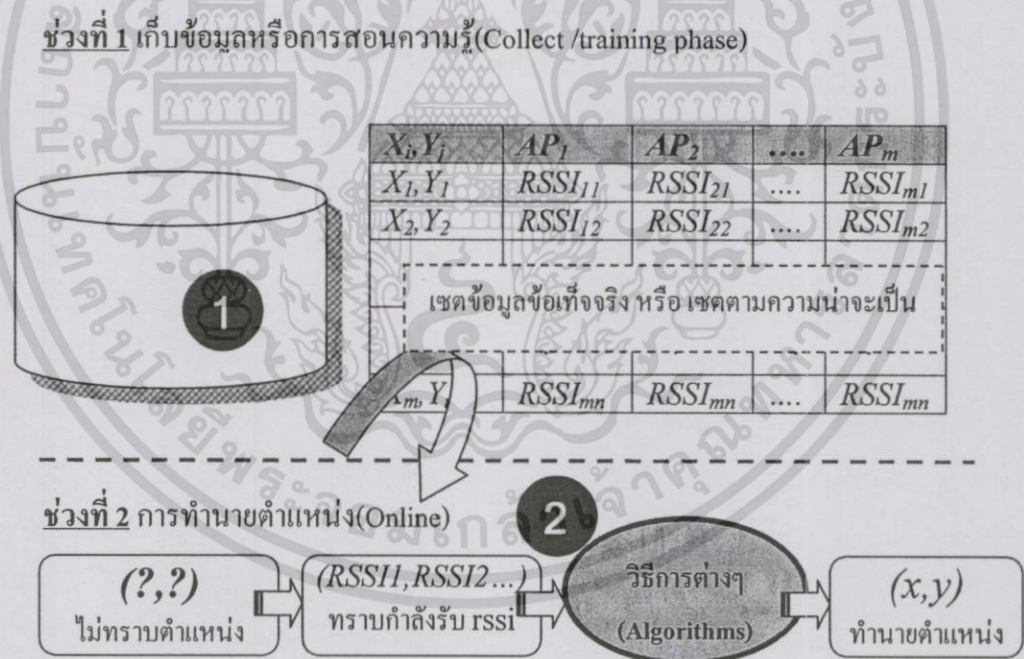 ช่วงที่ 1 เก็บข้อมูลหรือการสอนความรู้(Collect /training phase)
Xi,Yj AP1 AP2 .... APm
X1,Y1 RSSI11 RSSI21 .... RSSIm1
X2,Y2 RSSI12 RSSI22 .... RSSIm2
1
เซตข้อมูลข้อเท็จจริง หรือ เซตตามความน่าจะเป็น
Xm, Y RSSImn RSSImn .... RSSImn
ช่วงที่ 2 การทำนายตำแหน่ง(Online)
2
(?,?)
ไม่ทราบตำแหน่ง
(RSSI1,RSSI2...)
ทราบกำลังรับ rssi
วิธีการต่างๆ
(Algorithms)
(x,y)
ทำนายตำแหน่ง